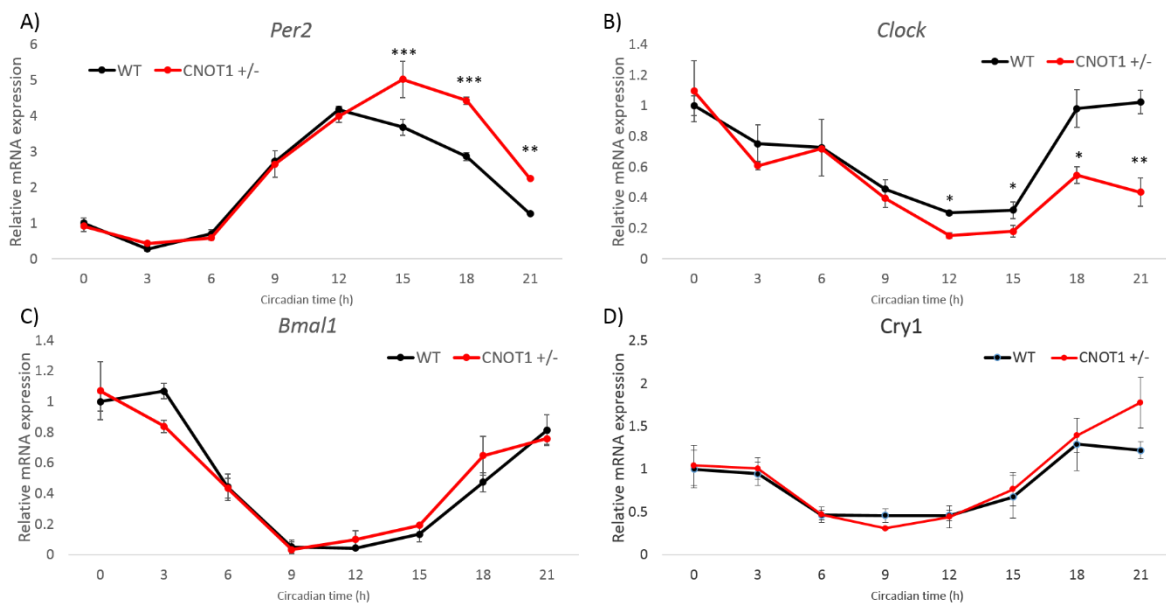 A)
Per2
Relative mRNA expression
6
5
4
3
2
1
0
WT CNOT1 +/-
***
***
**
0 3 6 9 12 15 18 21
Circadian time (h)
B)
Clock
Relative mRNA expression
1.4
1.2
1
0.8
0.6
0.4
0.2
0
WT CNOT1 +/-
*
*
*
**
0 3 6 9 12 15 18 21
Circadian time (h)
C)
Bmal1
Relative mRNA expression
1.4
1.2
1
0.8
0.6
0.4
0.2
0
WT CNOT1 +/-
0 3 6 9 12 15 18 21
Circadian time (h)
D)
Cry1
Relative mRNA expression
2.5
2
1.5
1
0.5
0
WT CNOT1 +/-
0 3 6 9 12 15 18 21
Circadian time (h)